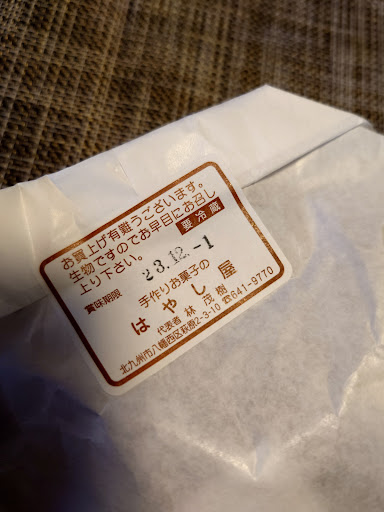 お買上げ有難うございます。
生物ですのでお早目にお召し
上り下さい。
要冷蔵
賞味期限
23.12.-1
手作りお菓子の
はやし屋
代表者 林 茂樹
北九州市八幡西区萩原2-3-10 ☎641-9770